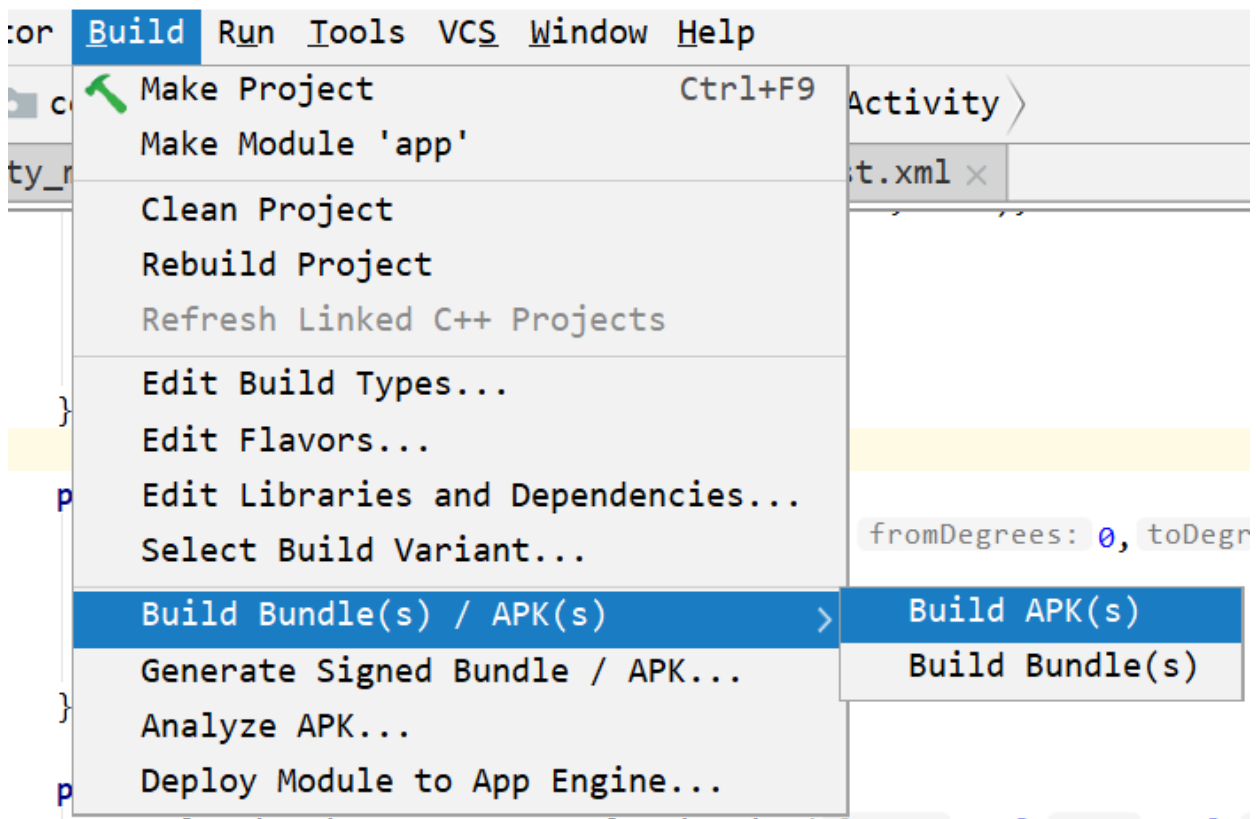 Build Run Tools VCS Window Help
Make Project Ctrl+F9
Activity
Make Module 'app'
.xml
Clean Project
Rebuild Project
Refresh Linked C++ Projects
Edit Build Types...
}
Edit Flavors...
Edit Libraries and Dependencies...
fromDegrees: 0,
Select Build Variant...
Build Bundle(s) / APK(s)
Build APK(s)
Generate Signed Bundle / APK...
Build Bundle(s)
}
Analyze APK...
Deploy Module to App Engine...